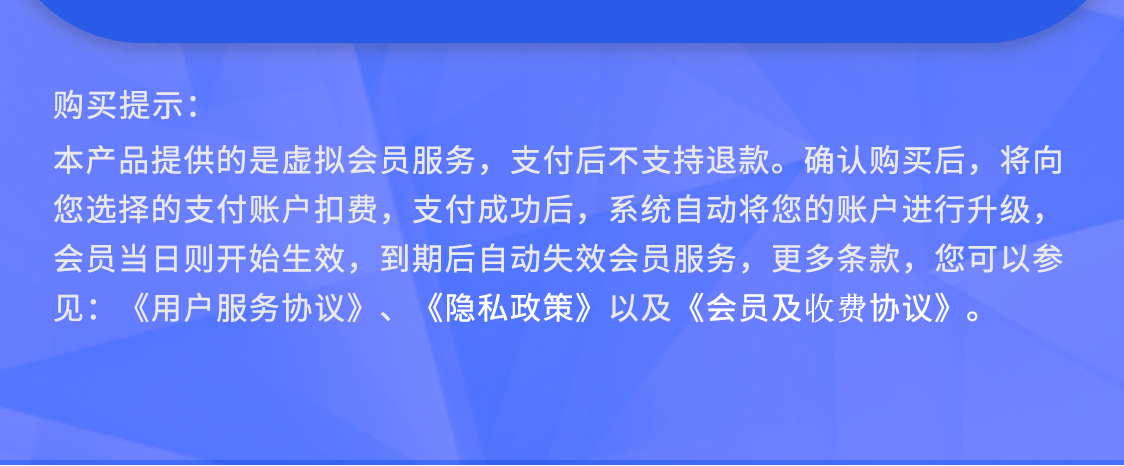 购买提示：
本产品提供的是虚拟会员服务，支付后不支持退款。确认购买后，将向
您选择的支付账户扣费，支付成功后，系统自动将您的账户进行升级，
会员当日则开始生效，到期后自动失效会员服务，更多条款，您可以参
见：《用户服务协议》、《隐私政策》以及《会员及收费协议》。